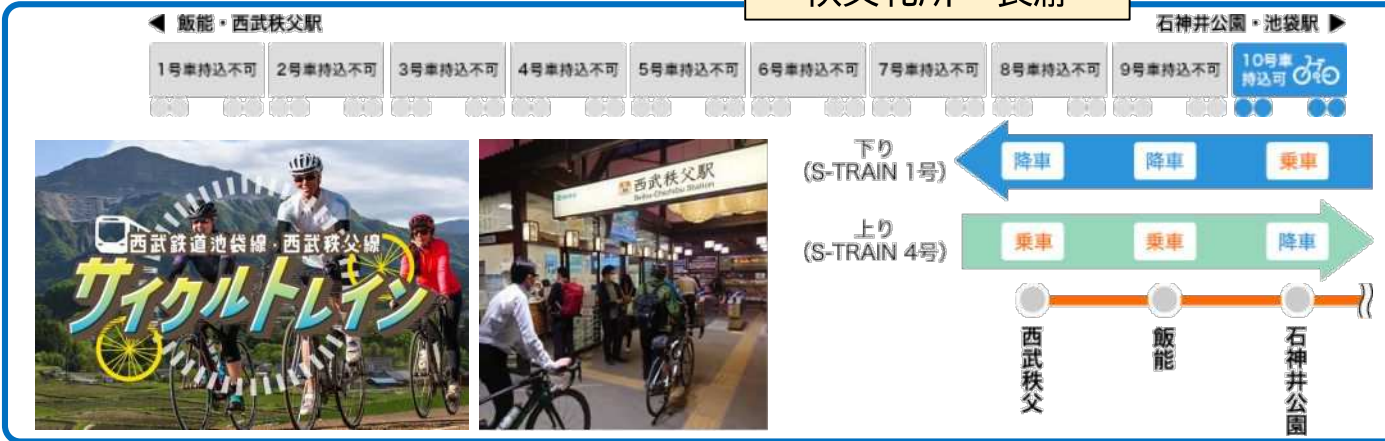 ◀ 飯能・西武秩父駅
石神井公園・池袋駅 ▶
1号車持込不可
2号車持込不可
3号車持込不可
4号車持込不可
5号車持込不可
6号車持込不可
7号車持込不可
8号車持込不可
9号車持込不可
10号車
持込可
西武鉄道池袋線・西武秩父線
サイクルトレイン
西武秩父駅
Seibu-Chichibu Station
下り
(S-TRAIN 1号)
降車
降車
乗車
上り
(S-TRAIN 4号)
乗車
乗車
降車
西武秩父
飯能
石神井公園